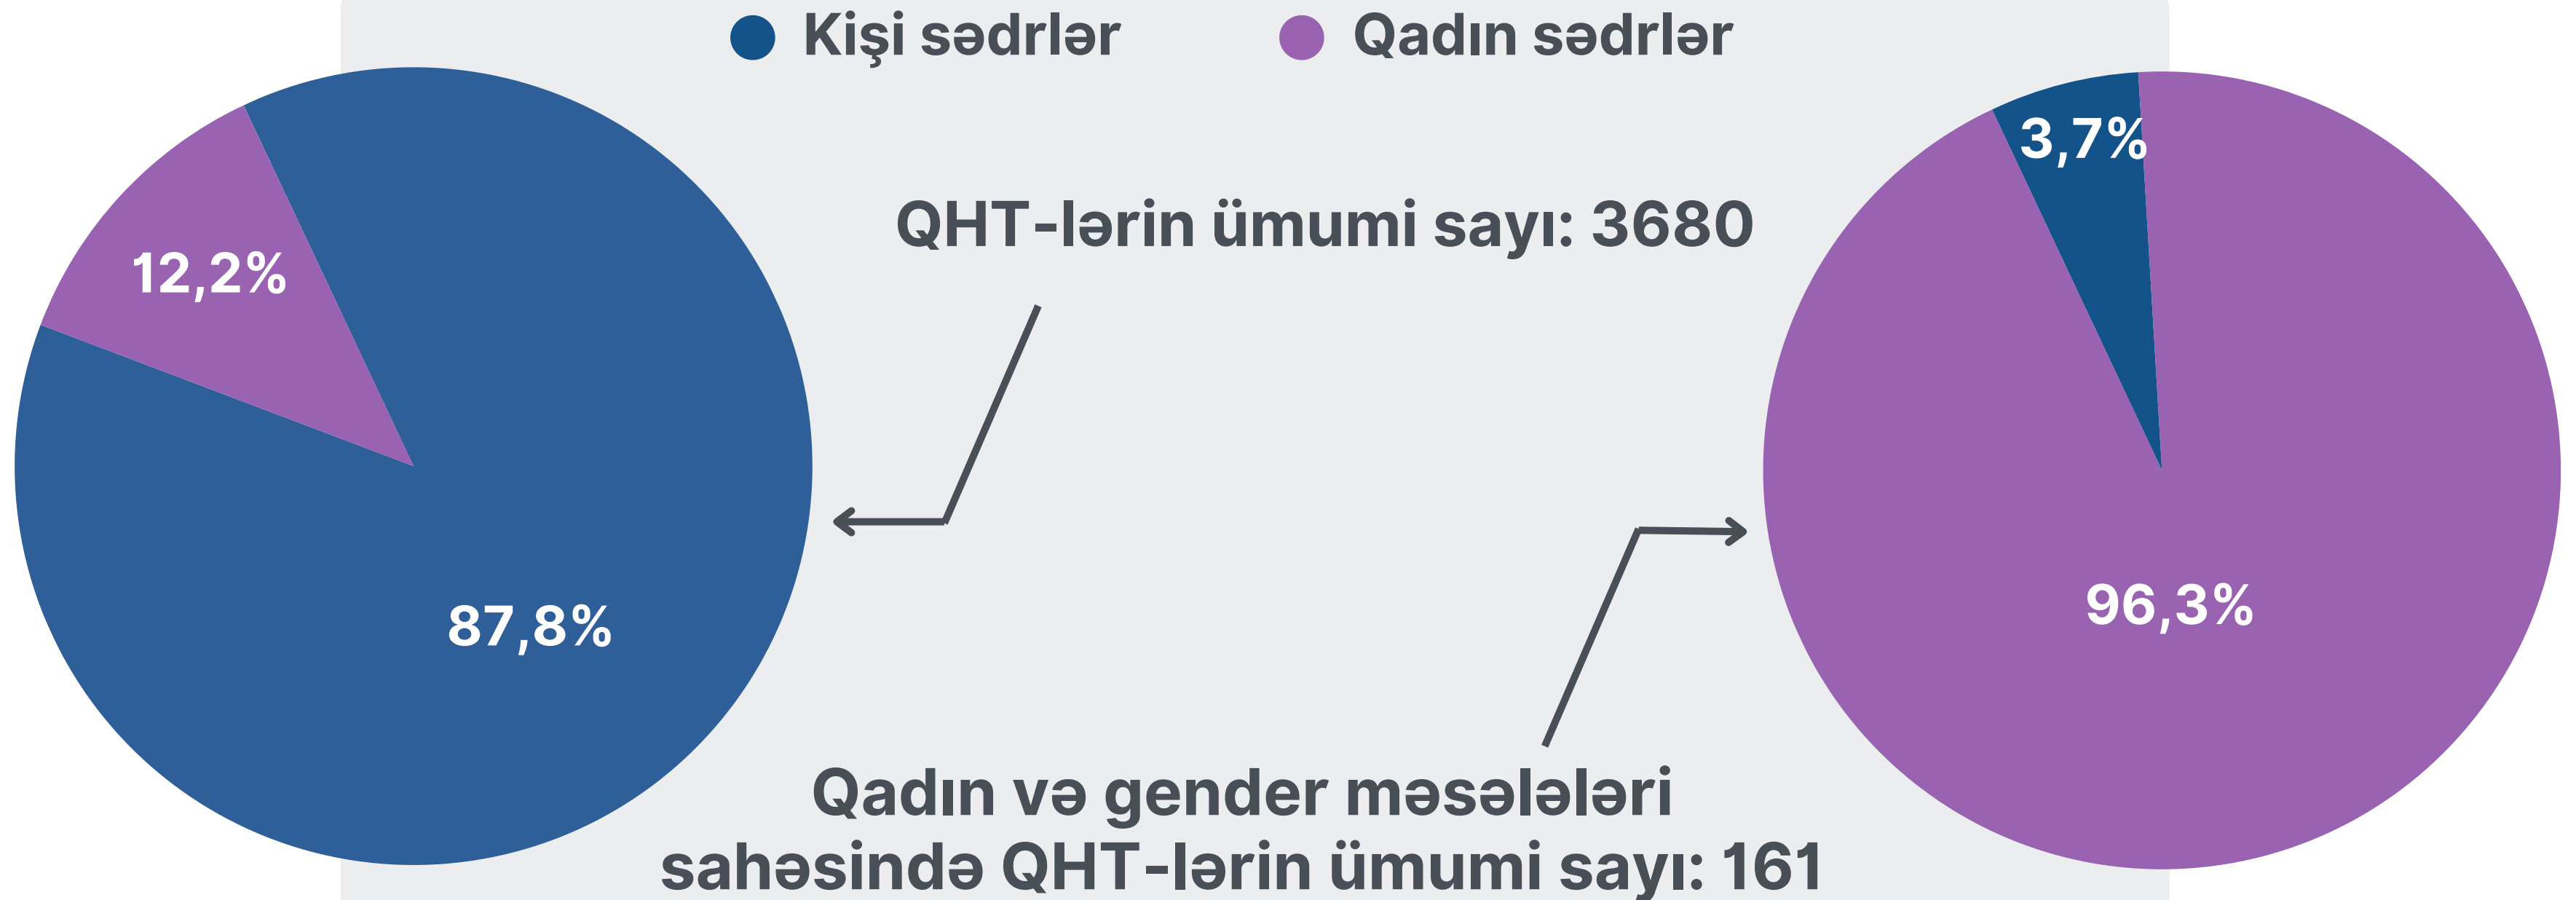 Kişi sədrlər
Qadın sədrlər
12,2%
87,8%
QHT-lərin ümumi sayı: 3680
3,7%
96,3%
Qadın və gender məsələləri
sahəsində QHT-lərin ümumi sayı: 161